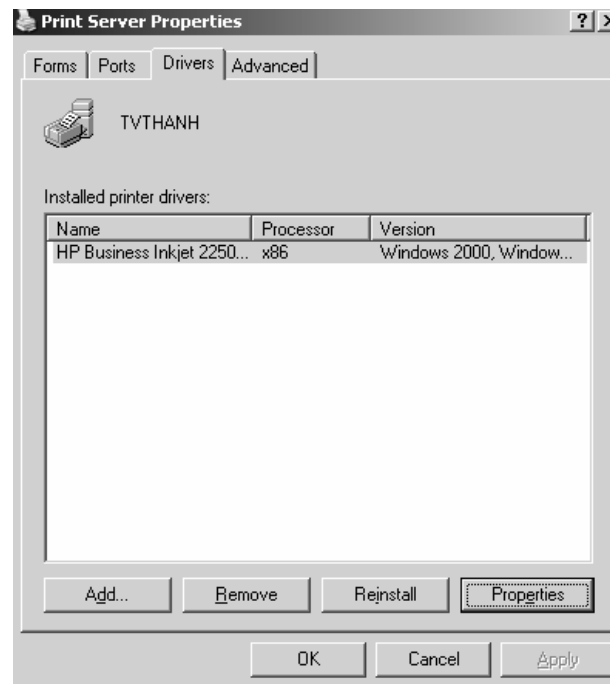 Print Server Properties
Forms Ports Drivers Advanced
TVTHANH
Installed printer drivers:
Name Processor Version
HP Business Inkjet 2250... x86 Windows 2000, Window...
Add... Remove Reinstall Properties
OK Cancel Apply